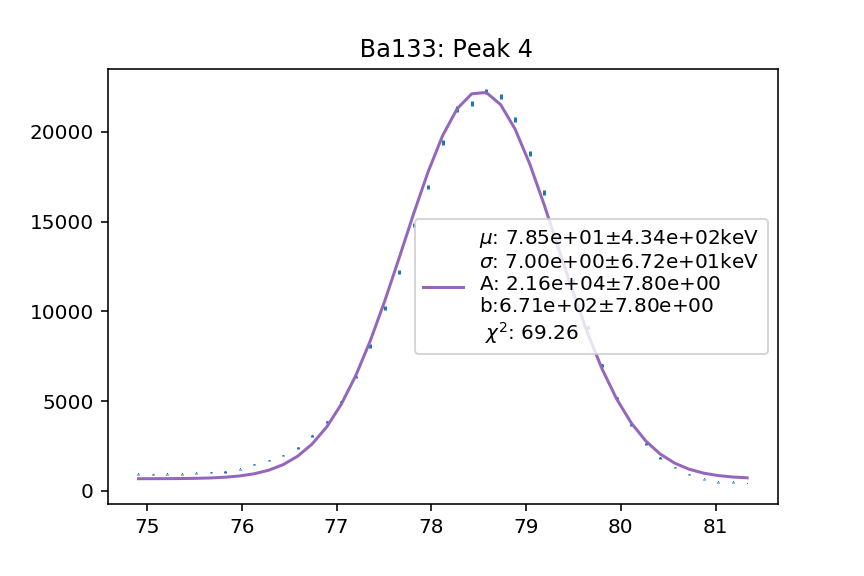 Ba133: Peak 4
20000
15000
10000
5000
0
μ: 7.85e+01±4.34e+02keV
σ: 7.00e+00±6.72e+01keV
A: 2.16e+04±7.80e+00
b:6.71e+02±7.80e+00
χ²: 69.26
75 76 77 78 79 80 81